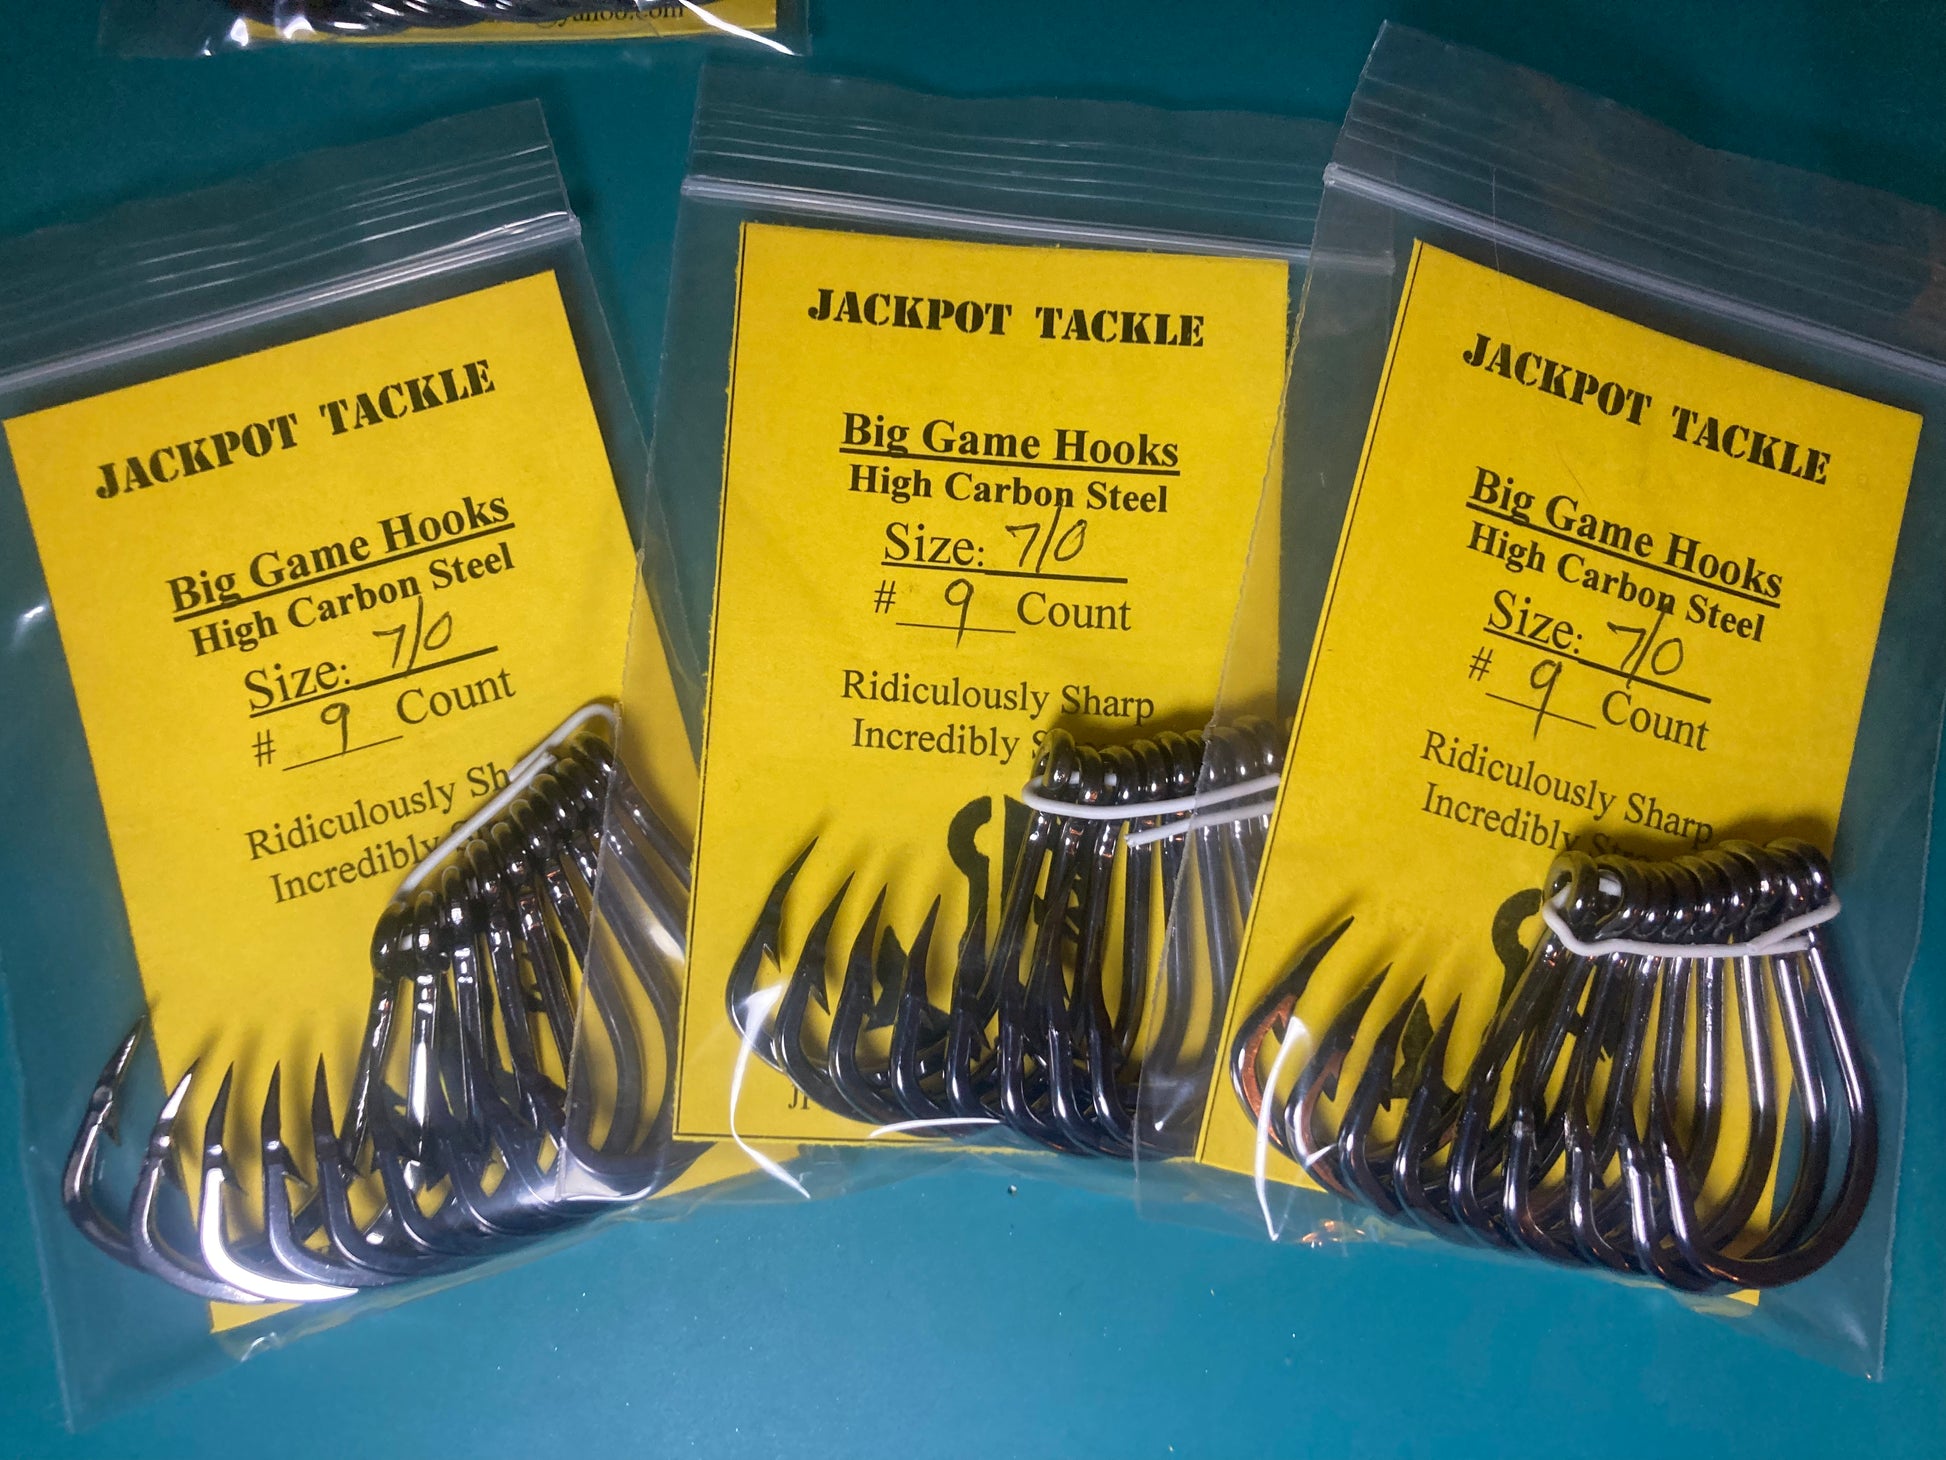 @yahoo.com
JACKPOT TACKLE
Big Game Hooks
High Carbon Steel
Size: 7/0
# 9 Count
Ridiculously
Incredibly
JACKPOT TACKLE
Big Game Hooks
High Carbon Steel
Size: 7/0
# 9 Count
Ridiculously Sharp
Incredibly
JACKPOT TACKLE
Big Game Hooks
High Carbon Steel
Size: 7/0
# 9 Count
Ridiculously Sharp
Incredibly